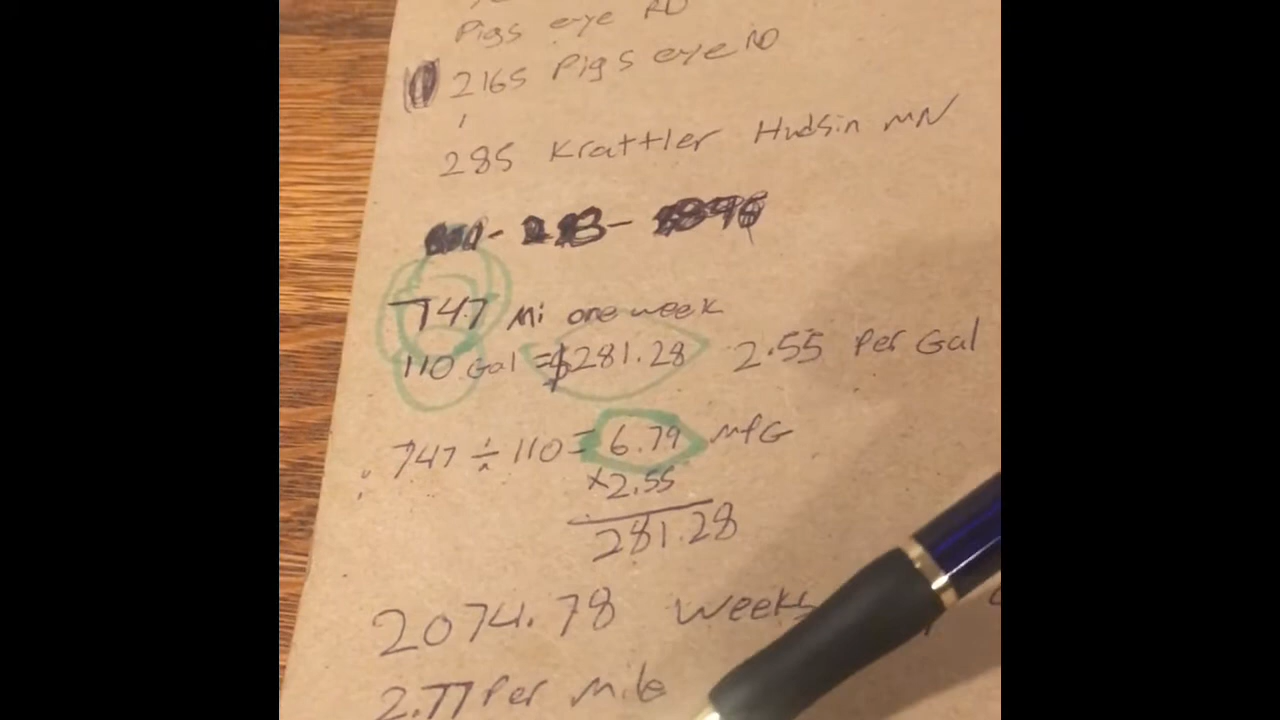 Pigs eye RD
2165 Pigs eye RD
285 Krattler Hudsin MN
747 Mi one week
110 Gal =$281.28 2.55 Per Gal
747 ÷ 110 = 6.79 MPG
x2.55
281.28
2074.78 Weeks
2.77 Per Mile